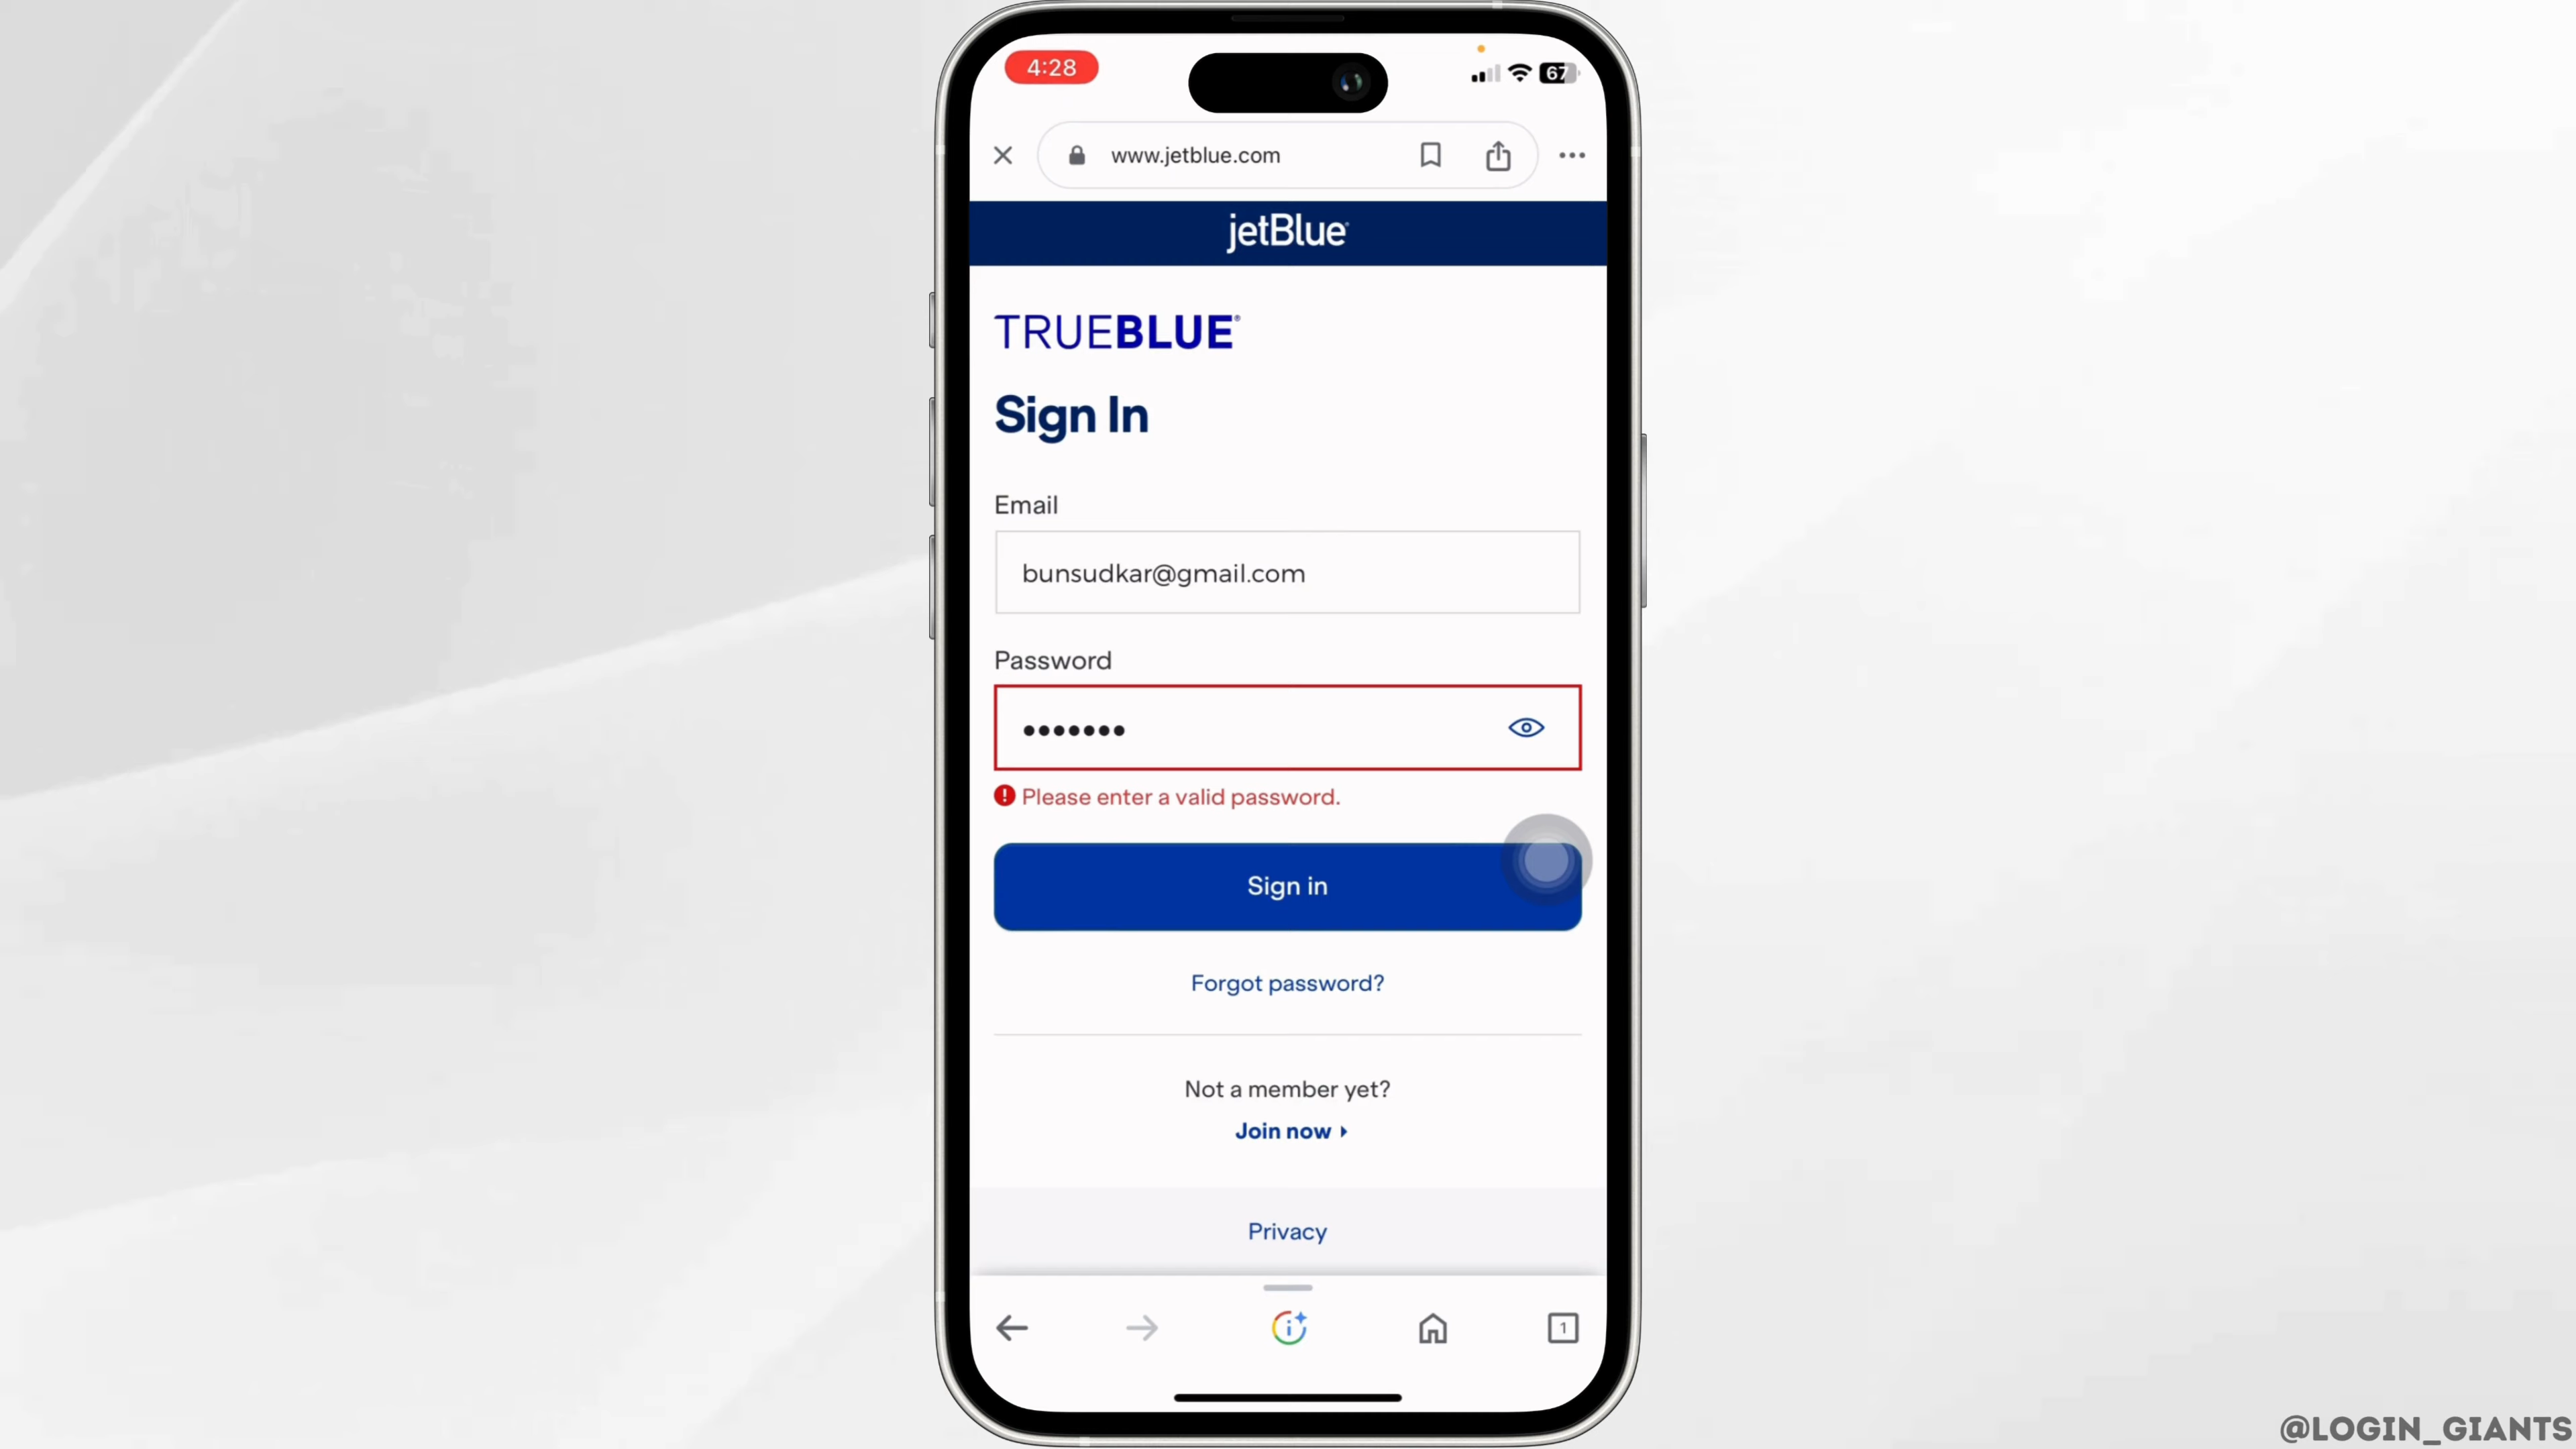 4:28
67
www.jetblue.com
jetBlue
TRUEBLUE®
Sign In
Email
bunsudkar@gmail.com
Password
•••••••
Please enter a valid password.
Sign in
Forgot password?
Not a member yet?
Join now
Privacy
1
@LOGIN_GIANTS